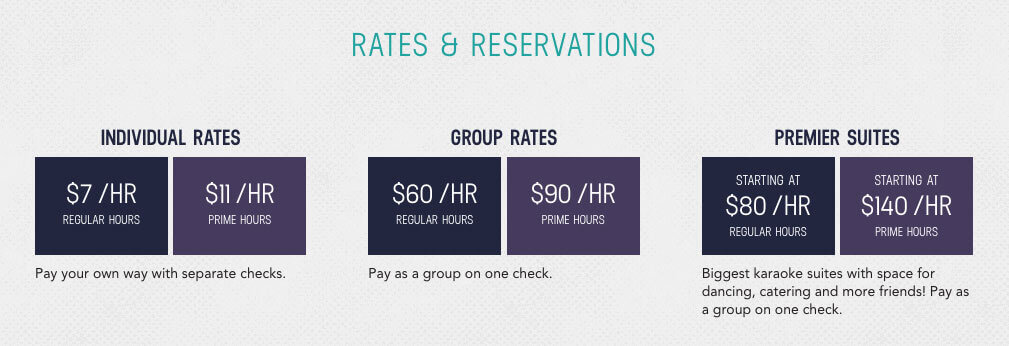 RATES & RESERVATIONS
INDIVIDUAL RATES
$7 /HR
REGULAR HOURS
$11 /HR
PRIME HOURS
Pay your own way with separate checks.
GROUP RATES
$60 /HR
REGULAR HOURS
$90 /HR
PRIME HOURS
Pay as a group on one check.
PREMIER SUITES
STARTING AT
$80 /HR
REGULAR HOURS
STARTING AT
$140 /HR
PRIME HOURS
Biggest karaoke suites with space for
dancing, catering and more friends! Pay as
a group on one check.